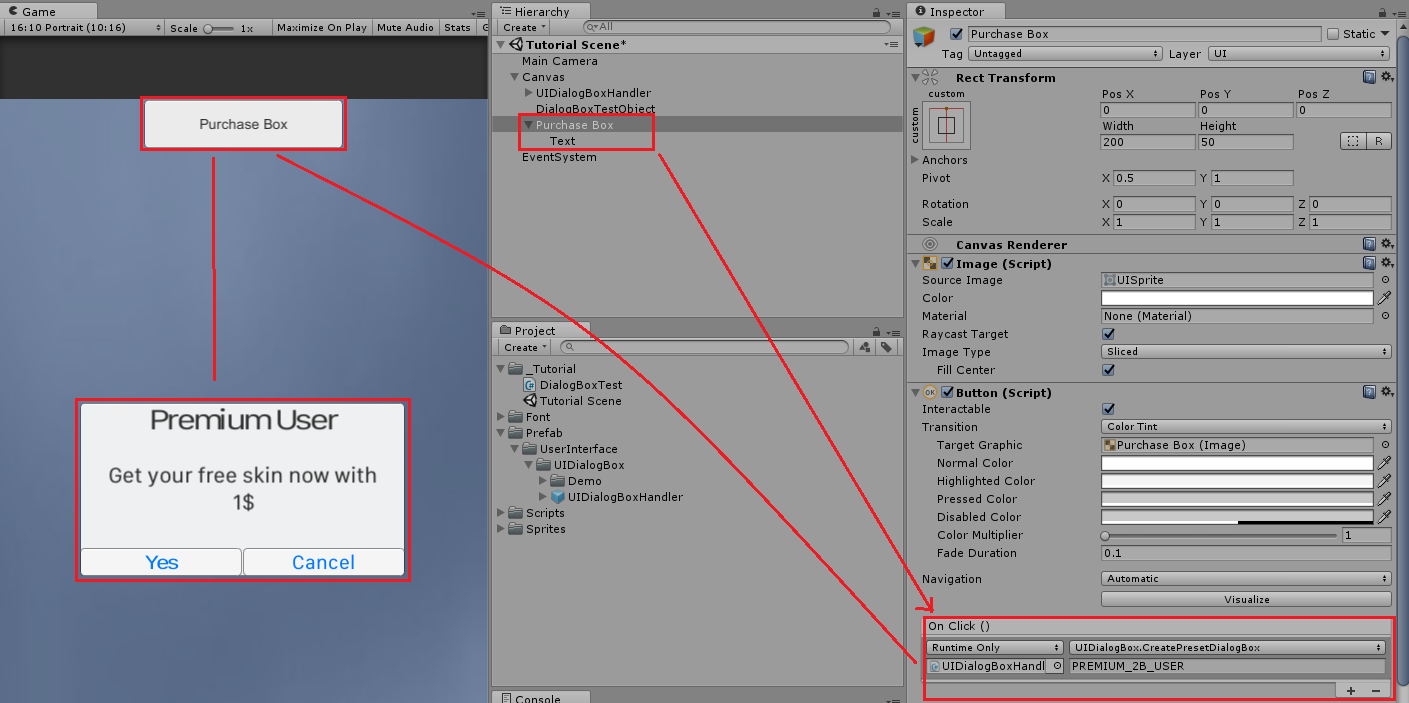 Game
16:10 Portrait (10:16)
Scale
1x
Maximize On Play
Mute Audio
Stats
G
Purchase Box
Premium User
Get your free skin now with
1$
Yes
Cancel
Hierarchy
Create
All
Tutorial Scene*
Main Camera
Canvas
UIDialogBoxHandler
DialogBoxTestObject
Purchase Box
Text
EventSystem
Project
Create
_Tutorial
DialogBoxTest
Tutorial Scene
Font
Prefab
UserInterface
UIDialogBox
Demo
UIDialogBoxHandler
Scripts
Sprites
Console
Inspector
Purchase Box
Static
Tag Untagged Layer UI
Rect Transform
custom
custom
Pos X Pos Y Pos Z
0 0 0
Width Height
200 50
R
Anchors
Pivot X 0.5 Y 1
Rotation X 0 Y 0 Z 0
Scale X 1 Y 1 Z 1
Canvas Renderer
Image (Script)
Source Image UISprite
Color
Material None (Material)
Raycast Target
Image Type Sliced
Fill Center
OK Button (Script)
Interactable
Transition Color Tint
Target Graphic Purchase Box (Image)
Normal Color
Highlighted Color
Pressed Color
Disabled Color
Color Multiplier 1
Fade Duration 0.1
Navigation Automatic
Visualize
On Click ()
Runtime Only UIDialogBox.CreatePresetDialogBox
UIDialogBoxHandl PREMIUM_2B_USER
+ −